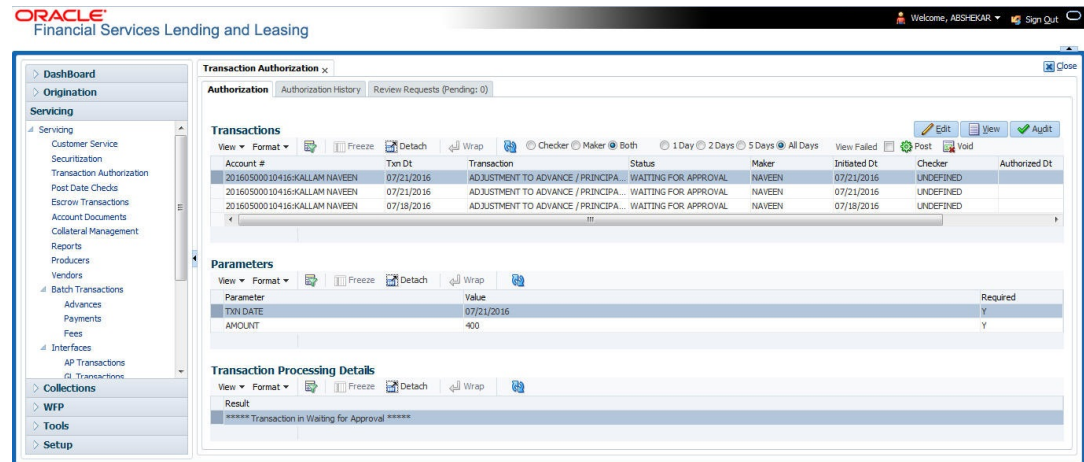 ORACLE
Financial Services Lending and Leasing
Welcome, ABSHEKAR
Sign Out
DashBoard
Origination
Servicing
Servicing
Customer Service
Securitization
Transaction Authorization
Post Date Checks
Escrow Transactions
Account Documents
Collateral Management
Reports
Producers
Vendors
Batch Transactions
Advances
Payments
Fees
Interfaces
AP Transactions
GL Transactions
Collections
WFP
Tools
Setup
Transaction Authorization x
Close
Authorization Authorization History Review Requests (Pending: 0)
Transactions
Edit View Audit
View Format Freeze Detach Wrap Checker Maker Both 1 Day 2 Days 5 Days All Days View Failed Post Void
Account # Txn Dt Transaction Status Maker Initiated Dt Checker Authorized Dt
20160500010416:KALLAM NAVEEN 07/21/2016 ADJUSTMENT TO ADVANCE / PRINCIPA... WAITING FOR APPROVAL NAVEEN 07/21/2016 UNDEFINED
20160500010416:KALLAM NAVEEN 07/21/2016 ADJUSTMENT TO ADVANCE / PRINCIPA... WAITING FOR APPROVAL NAVEEN 07/21/2016 UNDEFINED
20160500010416:KALLAM NAVEEN 07/18/2016 ADJUSTMENT TO ADVANCE / PRINCIPA... WAITING FOR APPROVAL NAVEEN 07/18/2016 UNDEFINED
Parameters
View Format Freeze Detach Wrap
Parameter Value Required
TXN DATE 07/21/2016 Y
AMOUNT 400 Y
Transaction Processing Details
View Format Freeze Detach Wrap
Result
***** Transaction in Waiting for Approval *****